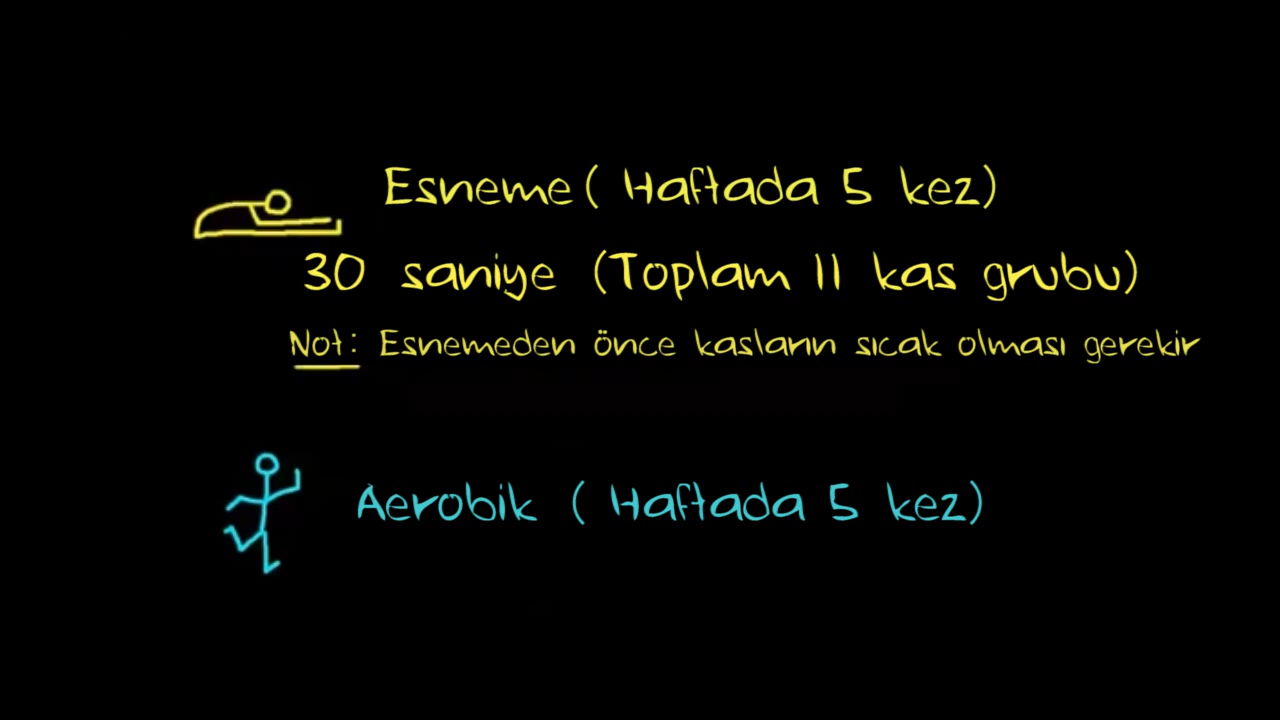 Esneme ( Haftada 5 kez)
30 saniye (Toplam 11 kas grubu)
Not: Esnemeden önce kasların sıcak olması gerekir
Aerobik ( Haftada 5 kez)